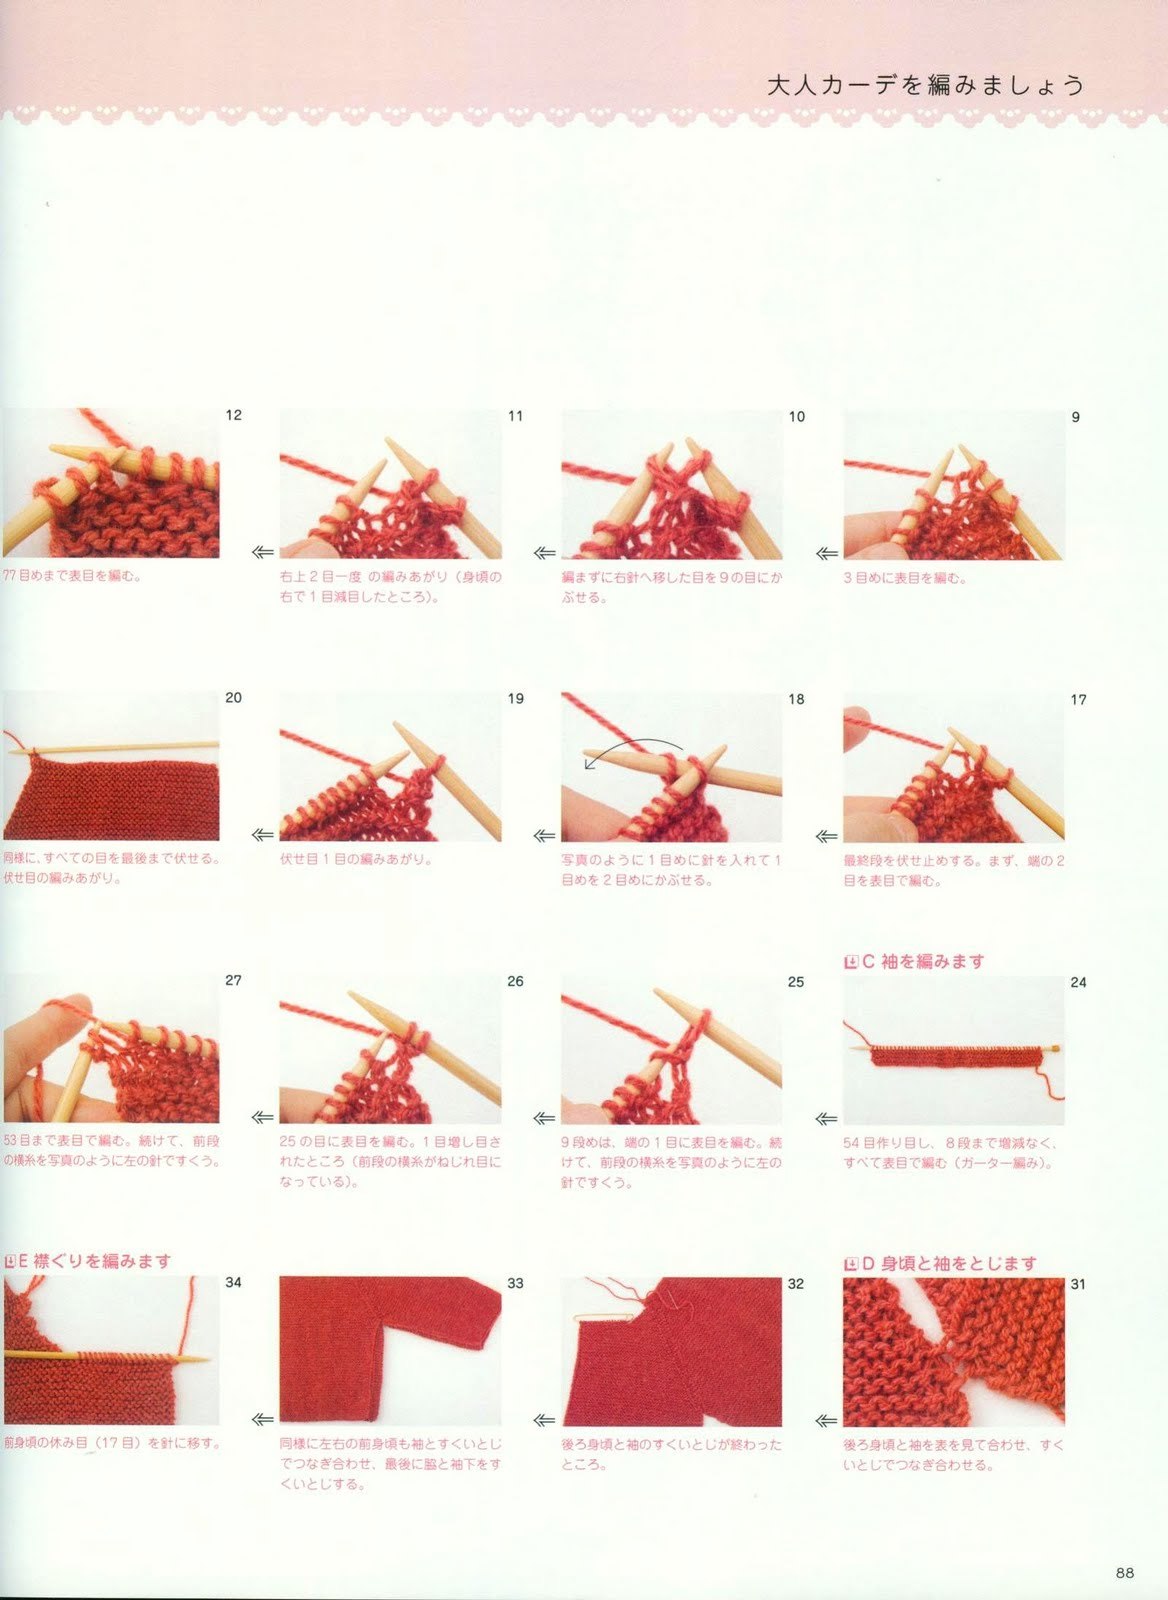 大人カーデを編みましょう
9
3目めに表目を編む。
10
編まずに右針へ移した目を9の目にか
ぶせる。
11
右上2目一度 の編みあがり（身頃の
右で1目減目したところ）。
12
77目めまで表目を編む。
17
最終段を伏せ止めする。まず、端の2
目を表目で編む。
18
写真のように1目めに針を入れて1
目めを2目めにかぶせる。
19
伏せ目1目の編みあがり。
20
同様に、すべての目を最後まで伏せる。
伏せ目の編みあがり。
C 袖を編みます
24
54目作り目し、8段まで増減なく、
すべて表目で編む（ガーター編み）。
25
9段めは、端の1目に表目を編む。続
けて、前段の横糸を写真のように左の
針ですくう。
26
25の目に表目を編む。1目増し目さ
れたところ（前段の横糸がねじれ目に
なっている）。
27
53目まで表目で編む。続けて、前段
の横糸を写真のように左の針ですくう。
D 身頃と袖をとじます
31
後ろ身頃と袖を表を見て合わせ、すく
いとじでつなぎ合わせる。
32
後ろ身頃と袖のすくいとじが終わった
ところ。
33
同様に左右の前身頃も袖とすくいとじ
でつなぎ合わせ、最後に脇と袖下をす
くいとじする。
E 襟ぐりを編みます
34
前身頃の休み目（17目）を針に移す。
88